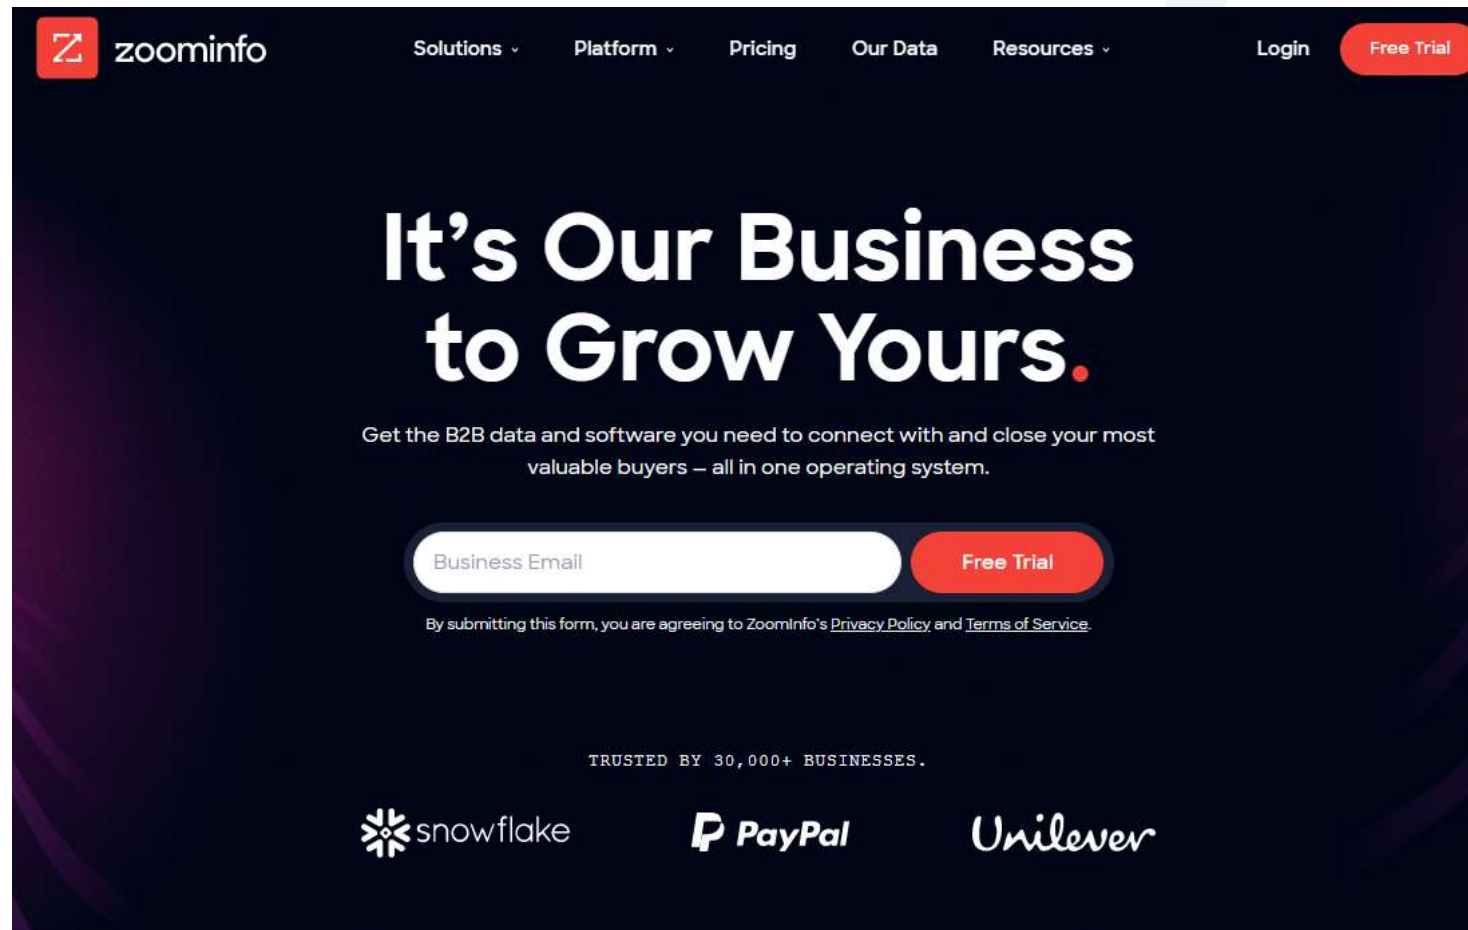 zoominfo
Solutions
Platform
Pricing
Our Data
Resources
Login
Free Trial
It's Our Business
to Grow Yours.
Get the B2B data and software you need to connect with and close your most
valuable buyers – all in one operating system.
Business Email
Free Trial
By submitting this form, you are agreeing to ZoomInfo's Privacy Policy and Terms of Service.
TRUSTED BY 30,000+ BUSINESSES.
snowflake
PayPal
Unilever